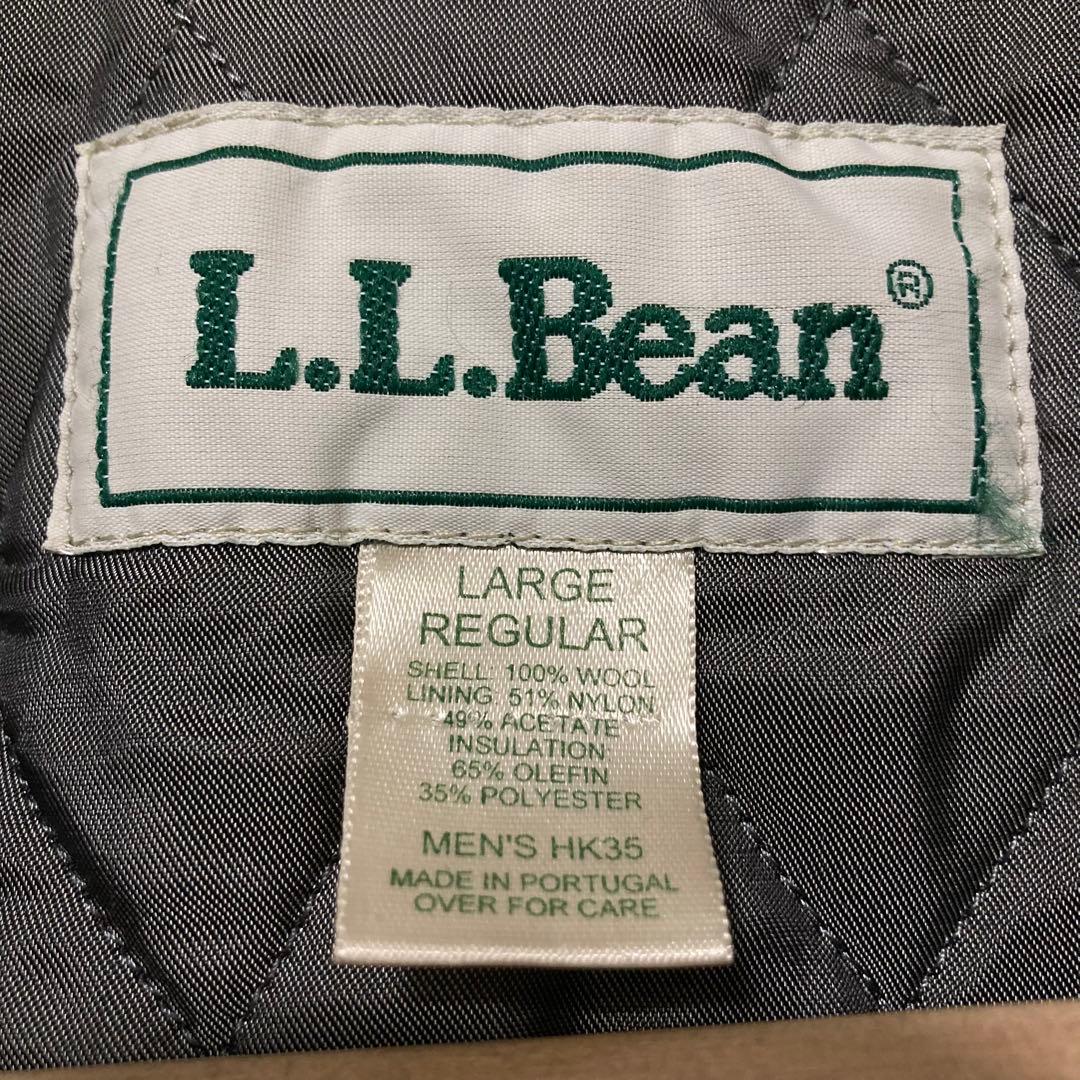 L.L.Bean®
LARGE
REGULAR
SHELL: 100% WOOL
LINING: 51% NYLON
49% ACETATE
INSULATION
65% OLEFIN
35% POLYESTER
MEN'S HK35
MADE IN PORTUGAL
OVER FOR CARE